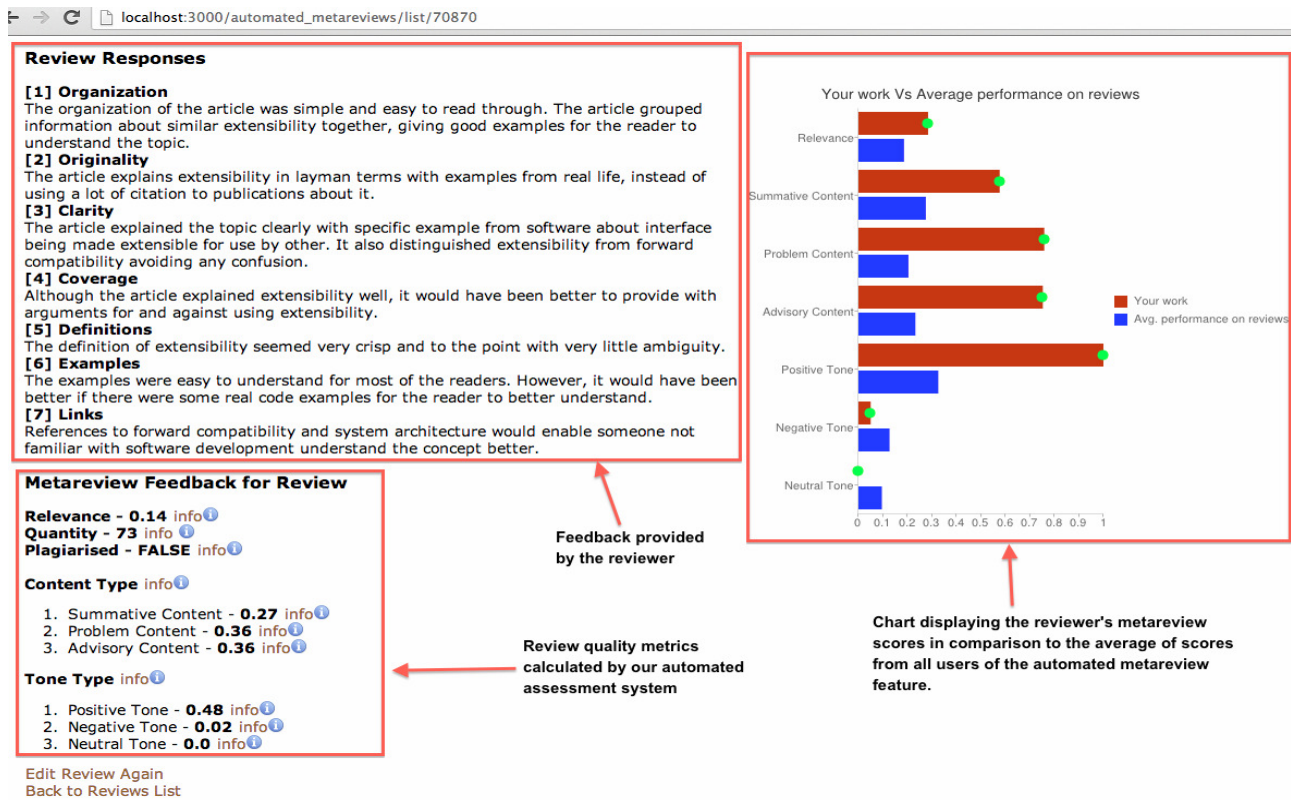 localhost:3000/automated_metareviews/list/70870
Review Responses
[1] Organization
The organization of the article was simple and easy to read through. The article grouped
information about similar extensibility together, giving good examples for the reader to
understand the topic.
[2] Originality
The article explains extensibility in layman terms with examples from real life, instead of
using a lot of citation to publications about it.
[3] Clarity
The article explained the topic clearly with specific example from software about interface
being made extensible for use by other. It also distinguished extensibility from forward
compatibility avoiding any confusion.
[4] Coverage
Although the article explained extensibility well, it would have been better to provide with
arguments for and against using extensibility.
[5] Definitions
The definition of extensibility seemed very crisp and to the point with very little ambiguity.
[6] Examples
The examples were easy to understand for most of the readers. However, it would have been
better if there were some real code examples for the reader to better understand.
[7] Links
References to forward compatibility and system architecture would enable someone not
familiar with software development understand the concept better.
Metareview Feedback for Review
Relevance - 0.14 info
Quantity - 73 info
Plagiarised - FALSE info
Content Type info
1. Summative Content - 0.27 info
2. Problem Content - 0.36 info
3. Advisory Content - 0.36 info
Tone Type info
1. Positive Tone - 0.48 info
2. Negative Tone - 0.02 info
3. Neutral Tone - 0.0 info
Edit Review Again
Back to Reviews List
Feedback provided
by the reviewer
Review quality metrics
calculated by our automated
assessment system
Your work Vs Average performance on reviews
Relevance
Summative Content
Problem Content
Advisory Content
Positive Tone
Negative Tone
Neutral Tone
0 0.1 0.2 0.3 0.4 0.5 0.6 0.7 0.8 0.9 1
Your work
Avg. performance on reviews
Chart displaying the reviewer's metareview
scores in comparison to the average of scores
from all users of the automated metareview
feature.